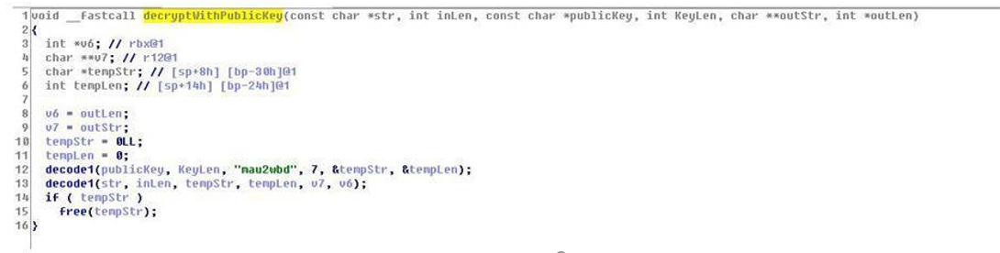 1 void __fastcall decryptWithPublicKey(const char *str, int inLen, const char *publicKey, int KeyLen, char **outStr, int *outLen)
2 {
3 int *v6; // rbx@1
4 char **v7; // r12@1
5 char *tempStr; // [sp+8h] [bp-30h]@1
6 int tempLen; // [sp+14h] [bp-24h]@1
7
8 v6 = outLen;
9 v7 = outStr;
10 tempStr = 0LL;
11 tempLen = 0;
12 decode1(publicKey, KeyLen, "mau2wbd", 7, &tempStr, &tempLen);
13 decode1(str, inLen, tempStr, tempLen, v7, v6);
14 if ( tempStr )
15 free(tempStr);
16 }